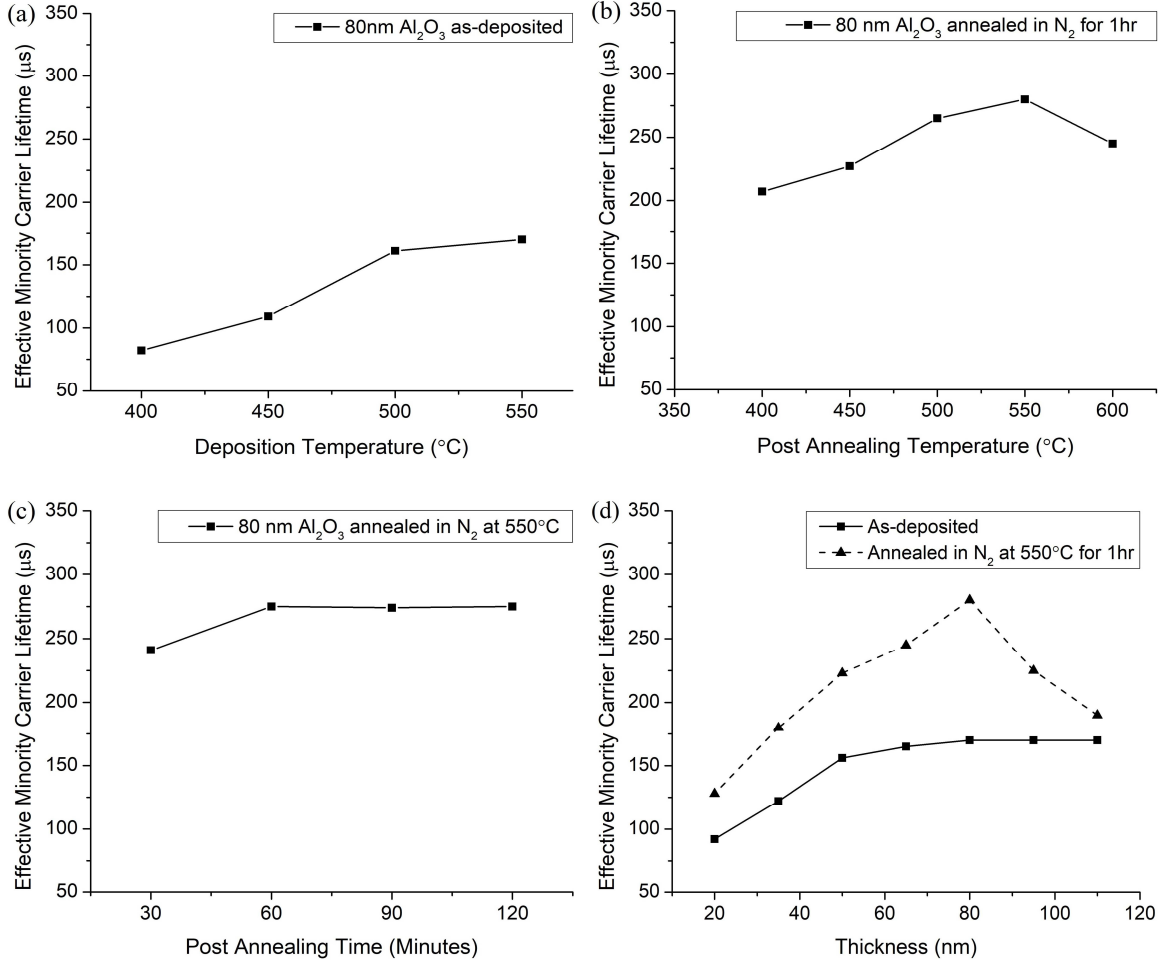 (a)
80nm Al₂O₃ as-deposited
Effective Minority Carrier Lifetime (μs)
350
300
250
200
150
100
50
400 450 500 550
Deposition Temperature (°C)
(b)
80 nm Al₂O₃ annealed in N₂ for 1hr
Effective Minority Carrier Lifetime (μs)
350
300
250
200
150
100
50
350 400 450 500 550 600
Post Annealing Temperature (°C)
(c)
80 nm Al₂O₃ annealed in N₂ at 550°C
Effective Minority Carrier Lifetime (μs)
350
300
250
200
150
100
50
30 60 90 120
Post Annealing Time (Minutes)
(d)
As-deposited
Annealed in N₂ at 550°C for 1hr
Effective Minority Carrier Lifetime (μs)
350
300
250
200
150
100
50
20 40 60 80 100 120
Thickness (nm)